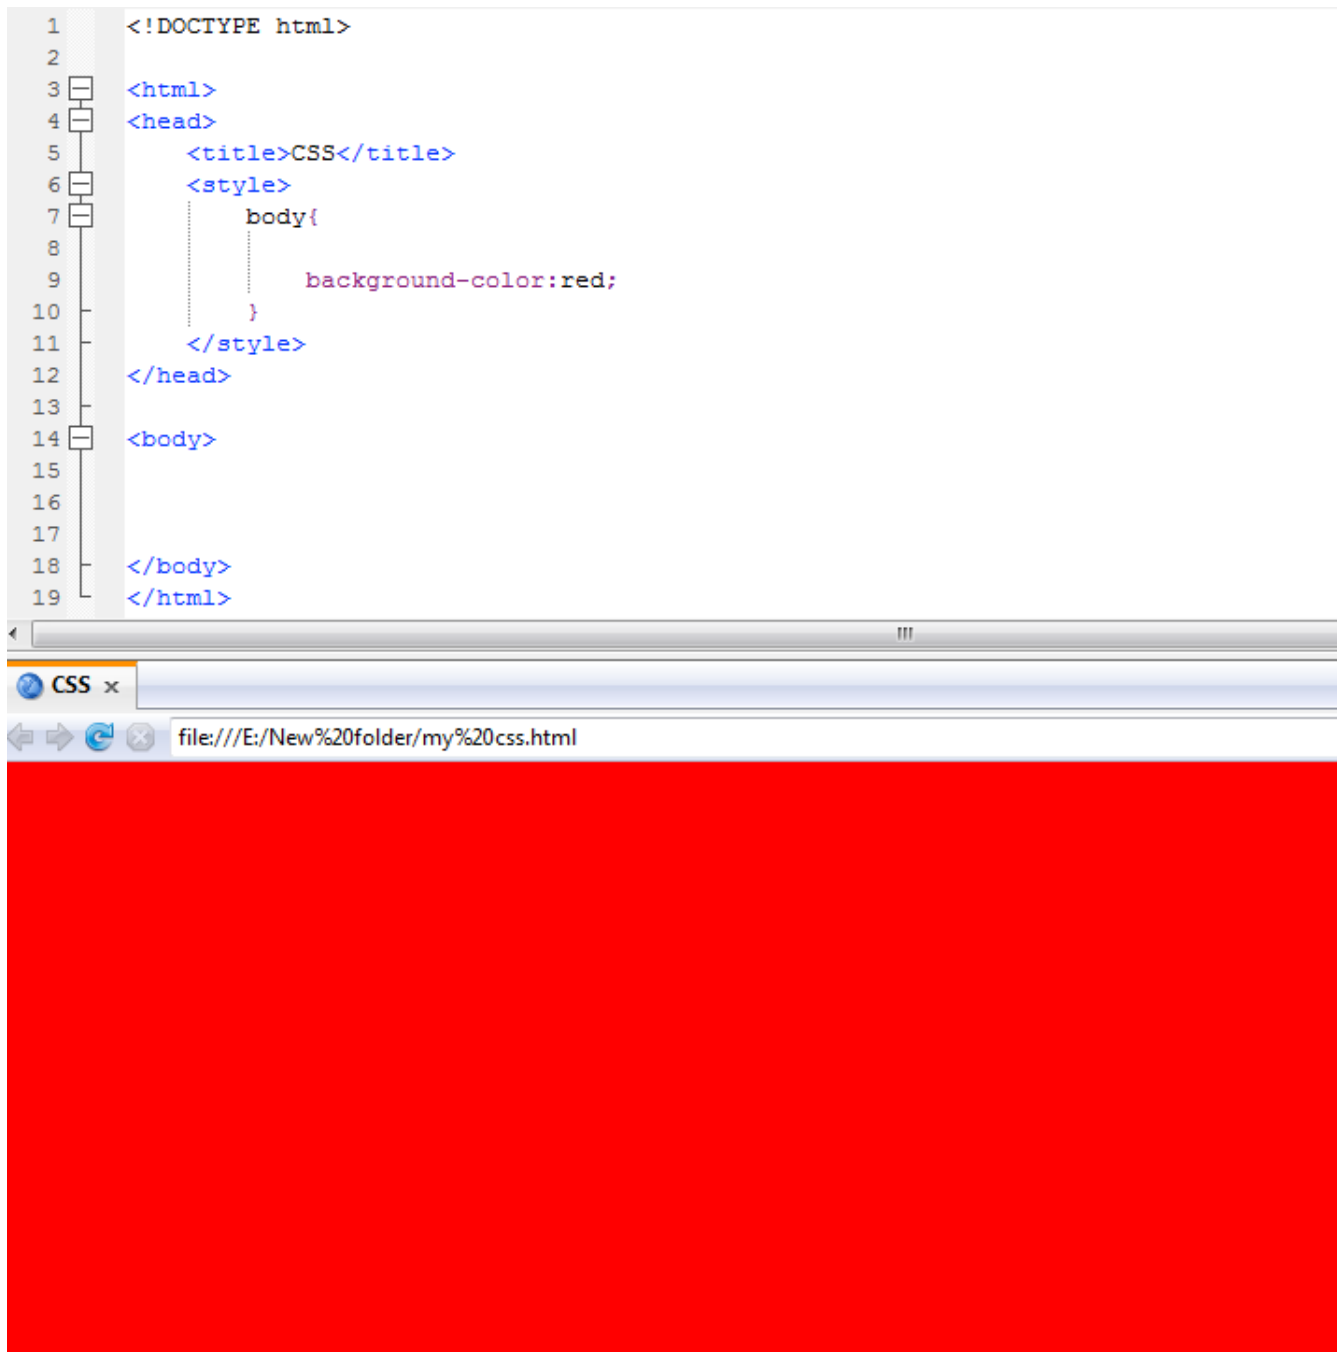 1 <!DOCTYPE html>
2
3 <html>
4 <head>
5 <title>CSS</title>
6 <style>
7 body{
8
9 background-color:red;
10 }
11 </style>
12 </head>
13
14 <body>
15
16
17
18 </body>
19 </html>
CSS x
file:///E:/New%20folder/my%20css.html